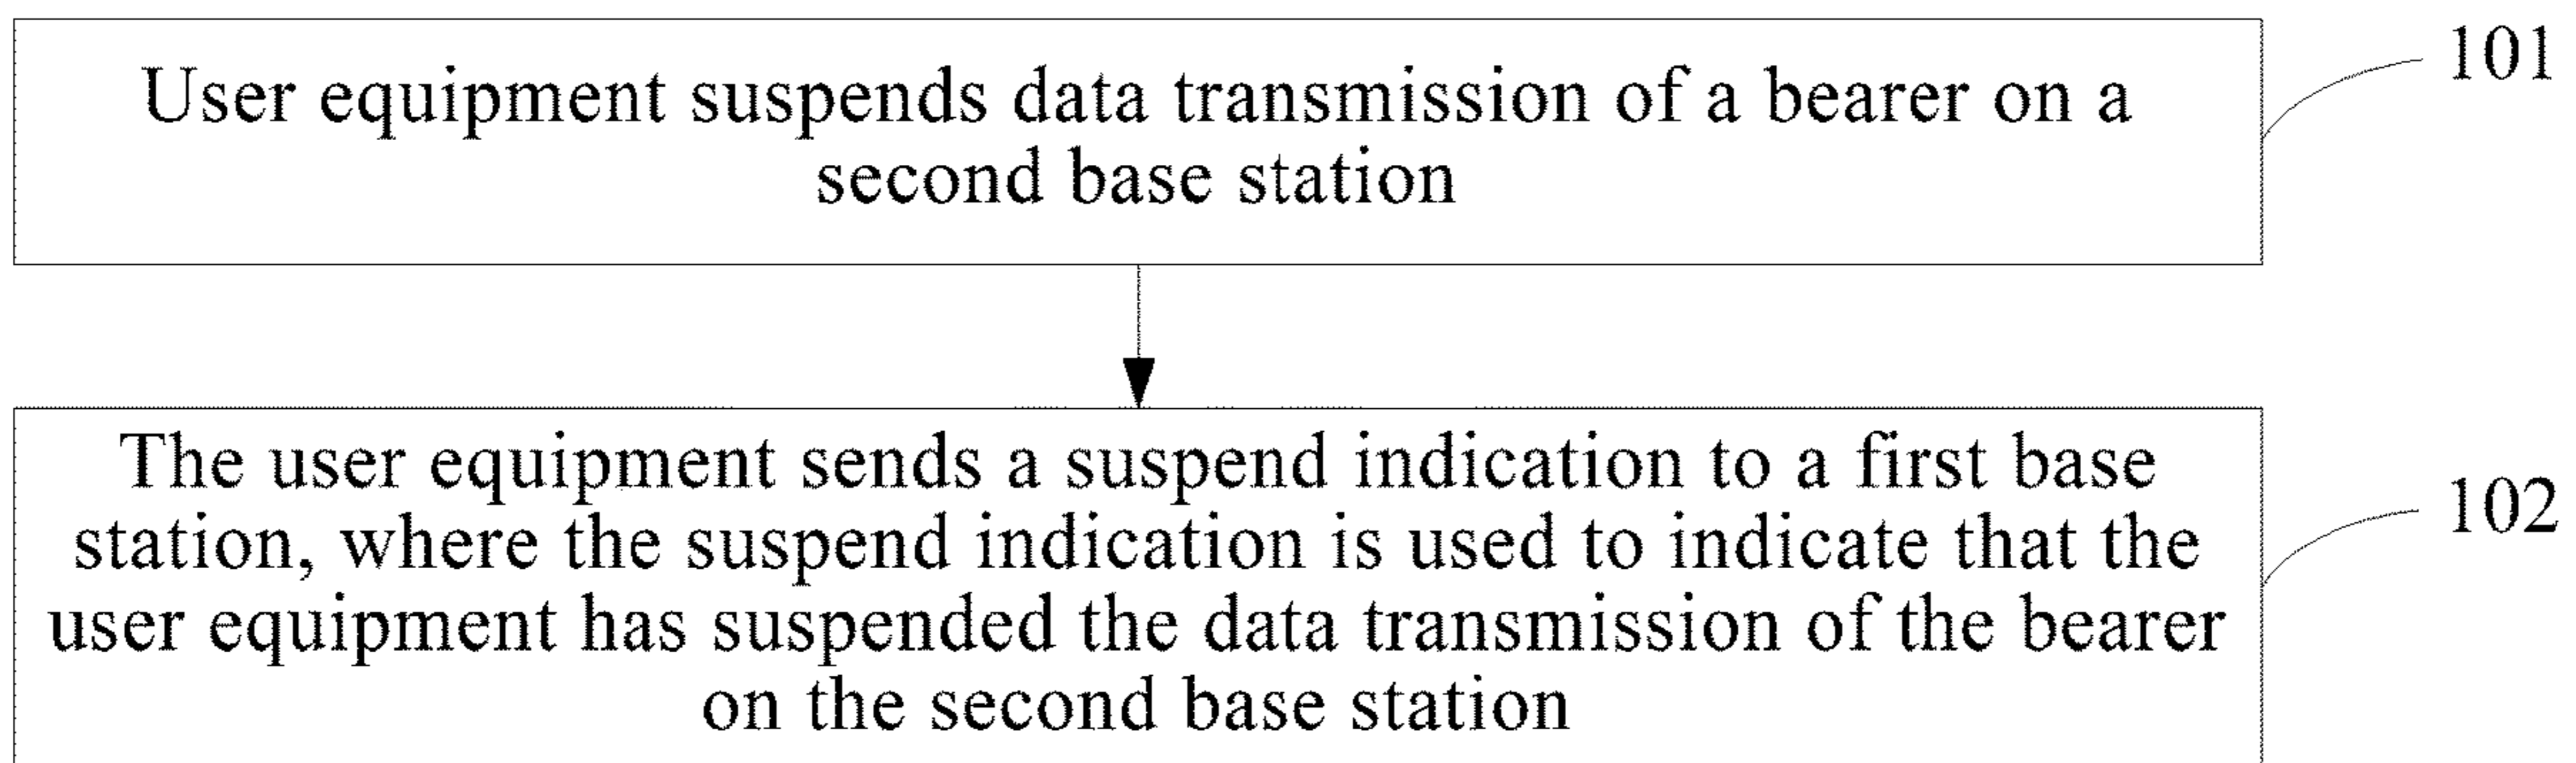 User equipment suspends data transmission of a bearer on a
second base station
101
The user equipment sends a suspend indication to a first base
station, where the suspend indication is used to indicate that the
user equipment has suspended the data transmission of the bearer
on the second base station
102